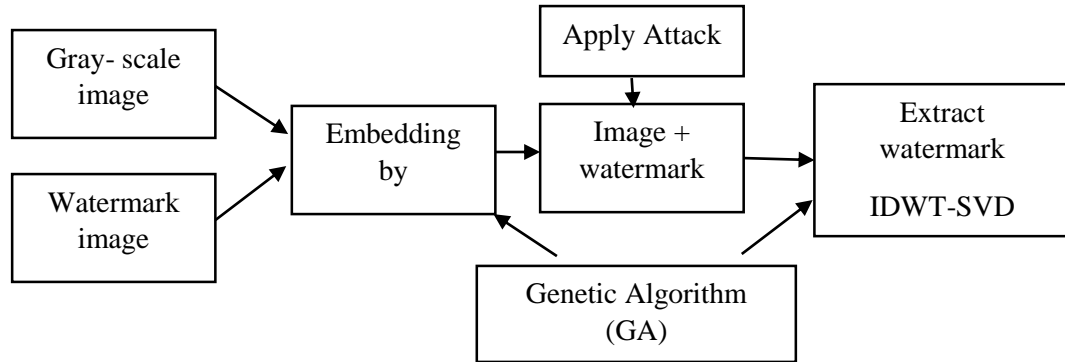 Gray- scale
image
Watermark
image
Embedding
by
Apply Attack
Image +
watermark
Extract
watermark
IDWT-SVD
Genetic Algorithm
(GA)